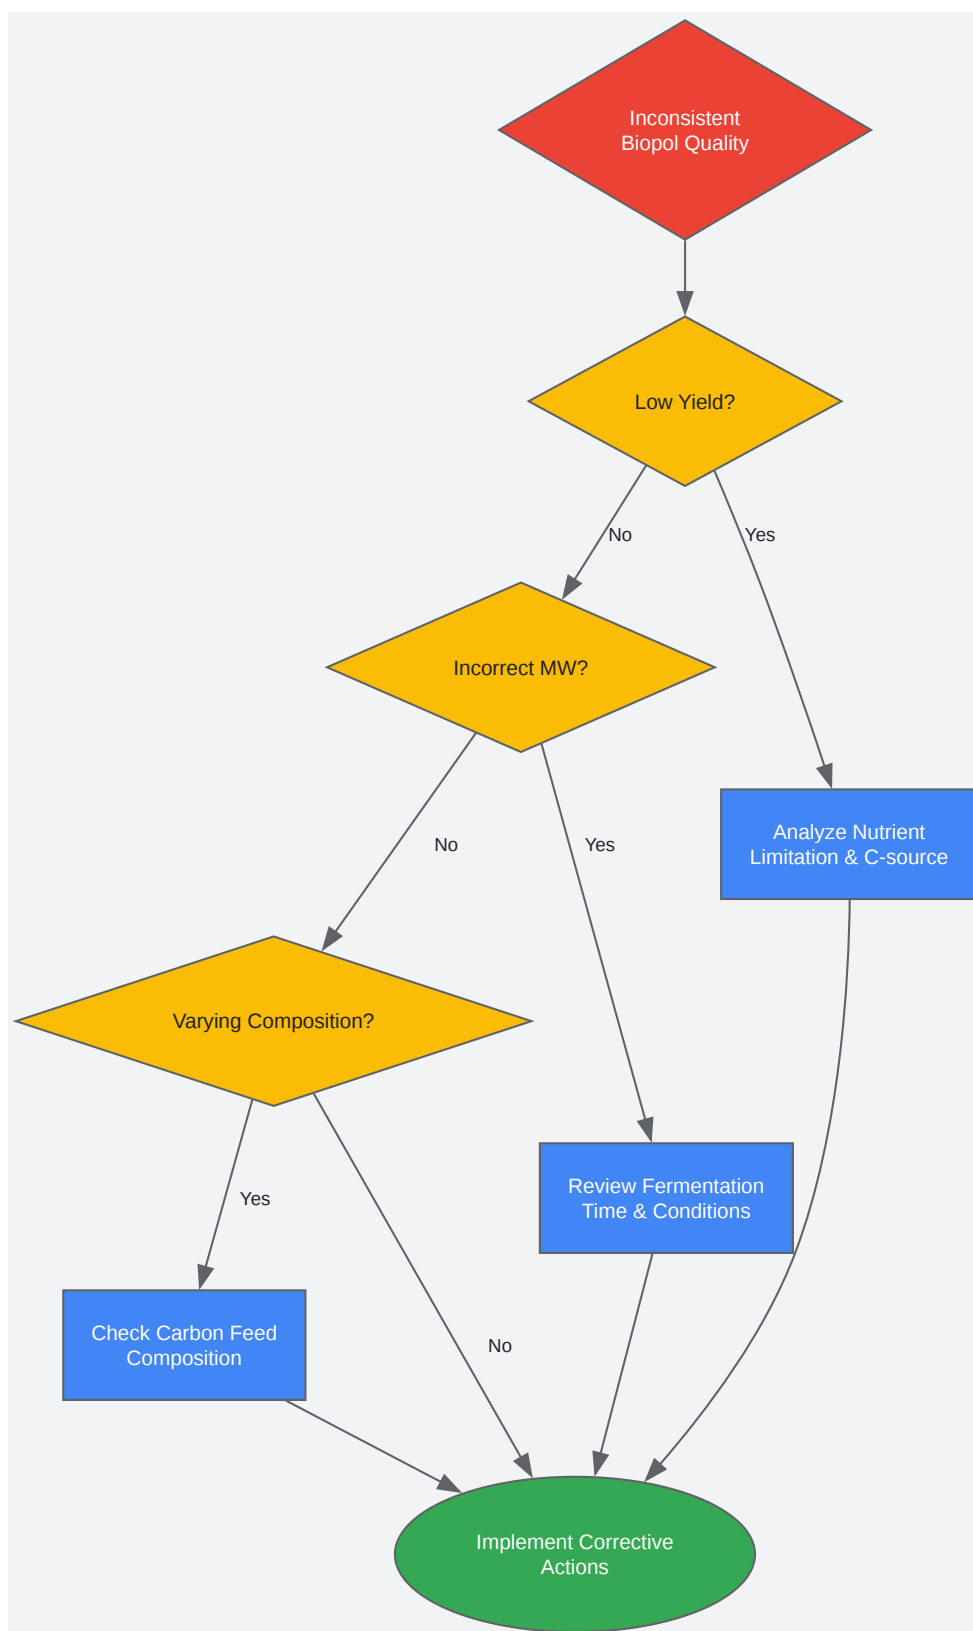 Inconsistent
Biopol Quality
Low Yield?
No
Yes
Incorrect MW?
Analyze Nutrient
Limitation & C-source
No
Yes
Varying Composition?
Review Fermentation
Time & Conditions
Yes
Check Carbon Feed
Composition
No
Implement Corrective
Actions